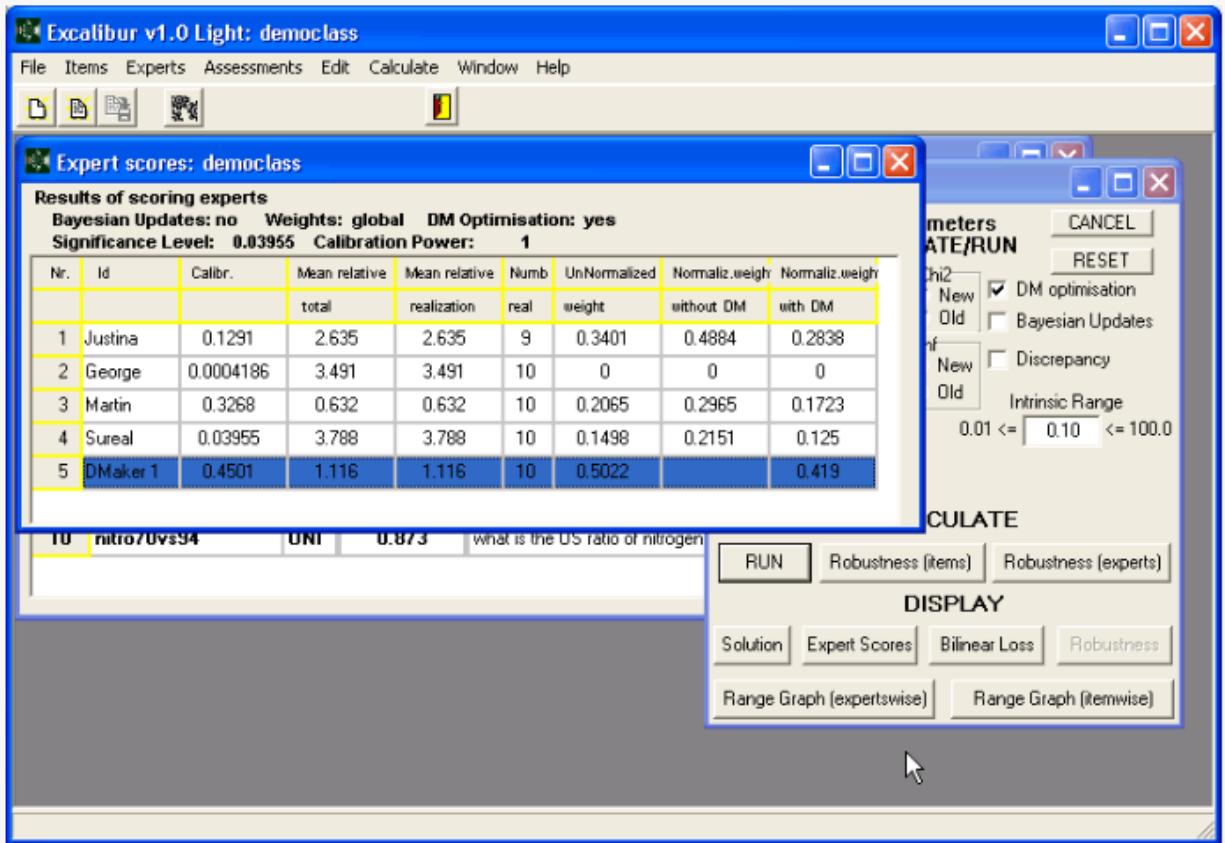 Excalibur v1.0 Light: democlass
File Items Experts Assessments Edit Calculate Window Help
Expert scores: democlass
Results of scoring experts
Bayesian Updates: no Weights: global DM Optimisation: yes
Significance Level: 0.03955 Calibration Power: 1
Nr. Id Calibr. Mean relative Mean relative Numb UnNormalized Normaliz.weigh Normaliz.weigh
total realization real weight without DM with DM
1 Justina 0.1291 2.635 2.635 9 0.3401 0.4884 0.2838
2 George 0.0004186 3.491 3.491 10 0 0 0
3 Martin 0.3268 0.632 0.632 10 0.2065 0.2965 0.1723
4 Sureal 0.03955 3.788 3.788 10 0.1498 0.2151 0.125
5 DMaker 1 0.4501 1.116 1.116 10 0.5022 0.419
10 nitro70vs94 UNI 0.873 what is the US ratio of nitrogen
meters CANCEL
ATE/RUN
RESET
hi2
New DM optimisation
Old Bayesian Updates
nf
New Discrepancy
Old Intrinsic Range
0.01 <= 0.10 <= 100.0
CULATE
RUN Robustness (items) Robustness (experts)
DISPLAY
Solution Expert Scores Bilinear Loss Robustness
Range Graph (expertswise) Range Graph (itemwise)